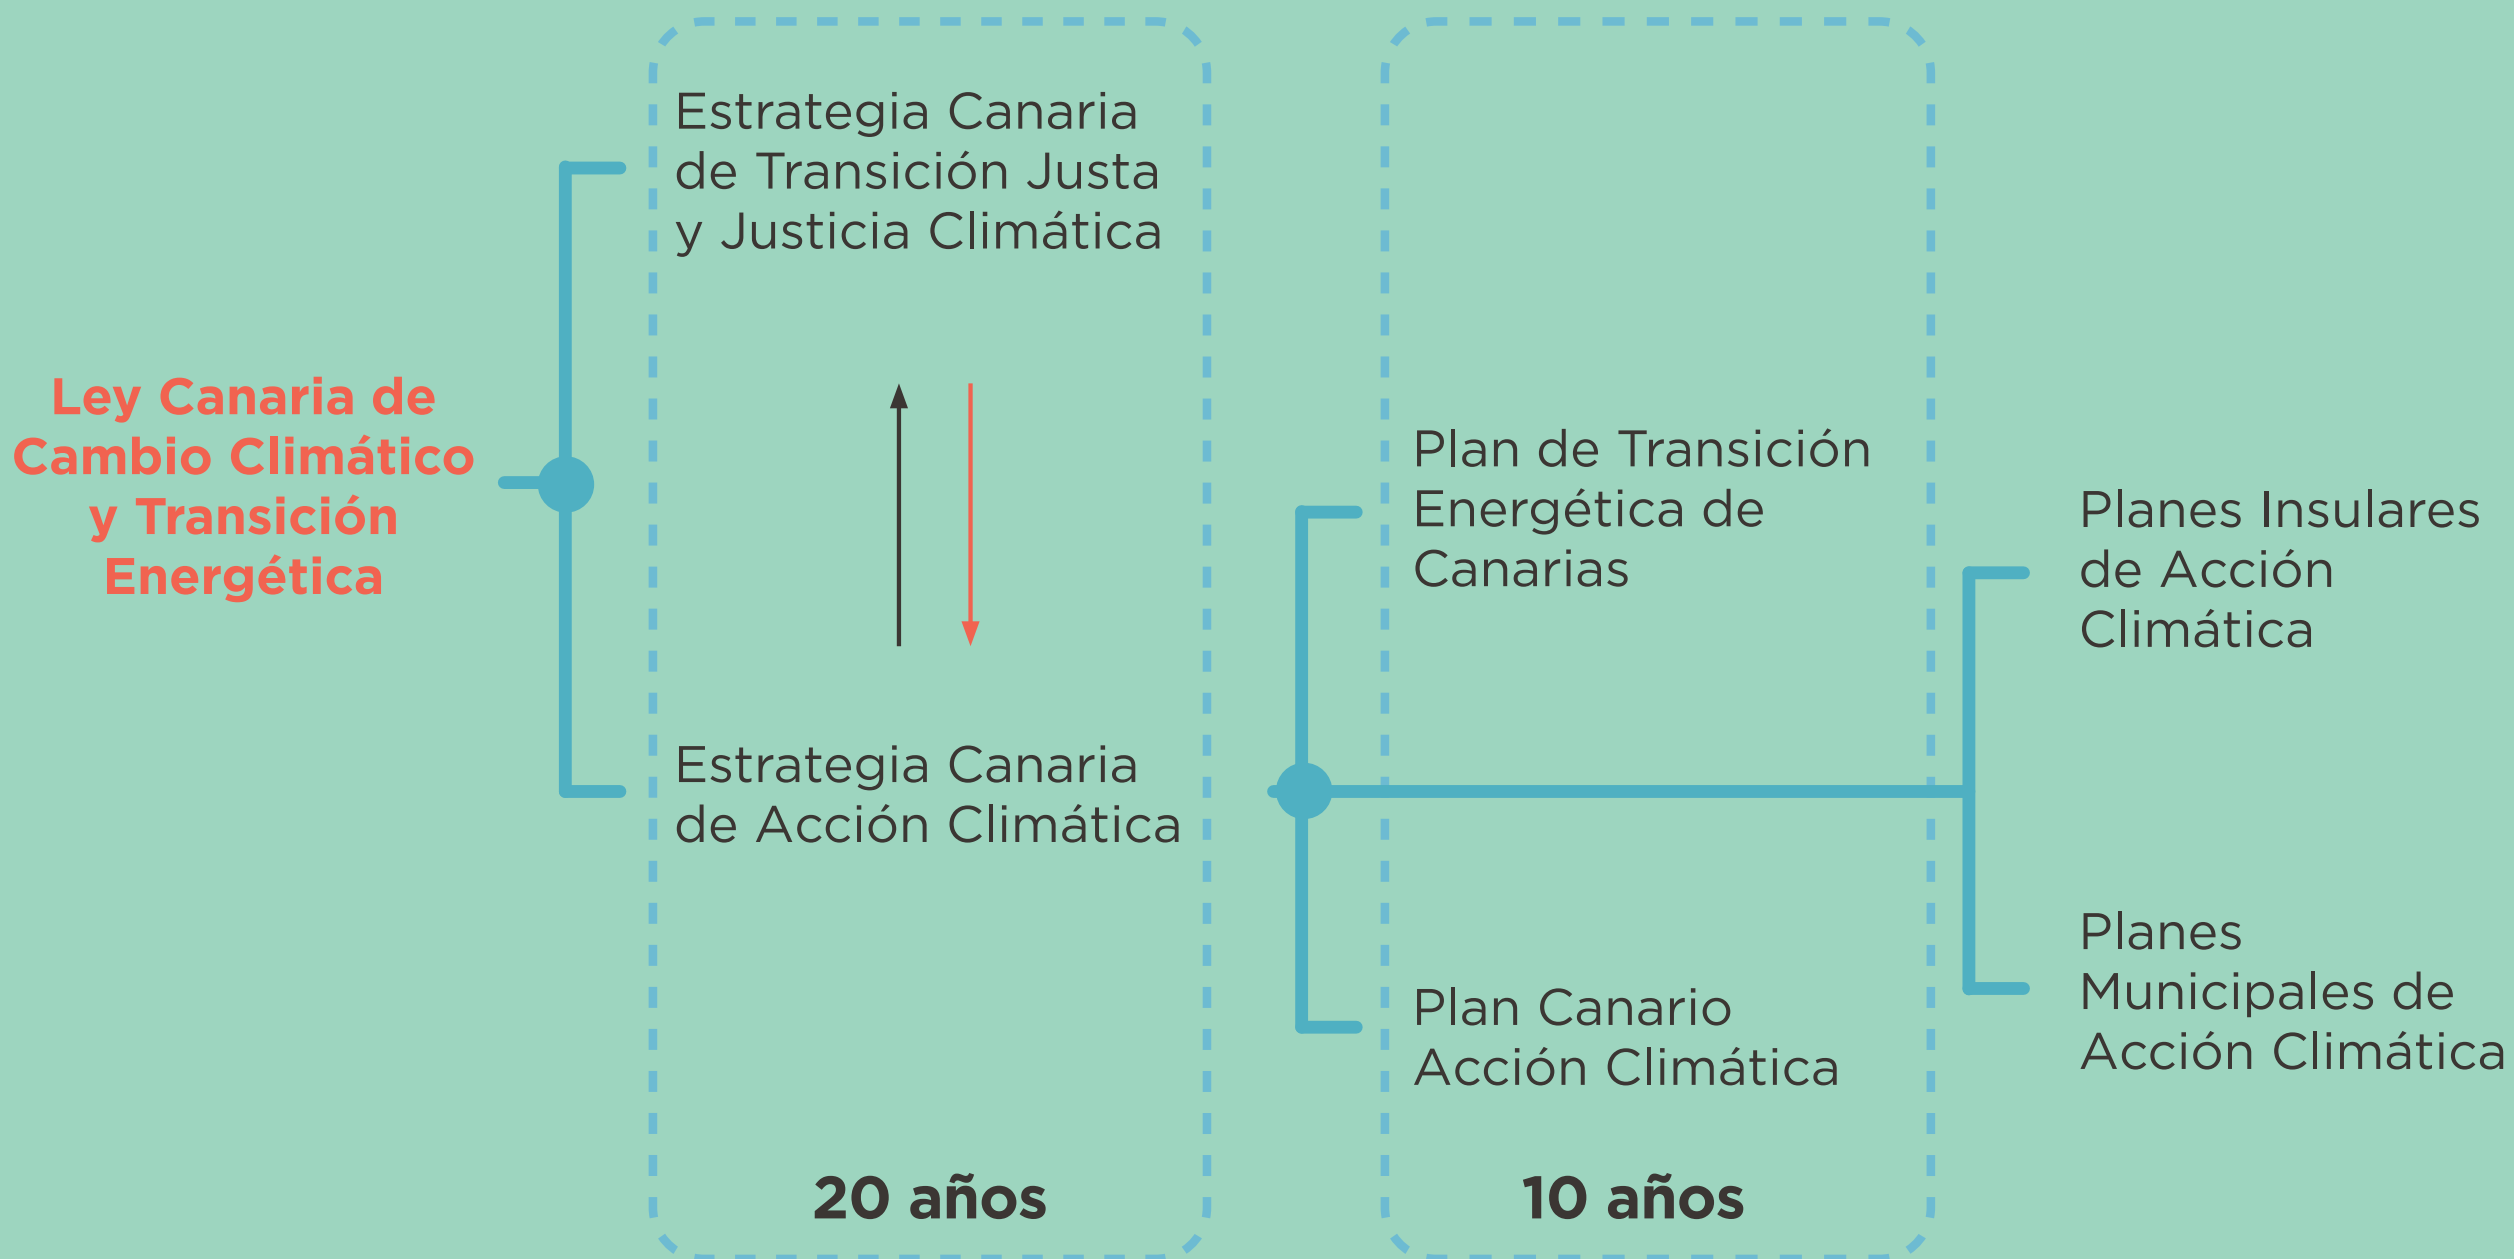 Ley Canaria de
Cambio Climático
y Transición
Energética
Estrategia Canaria
de Transición Justa
y Justicia Climática
Estrategia Canaria
de Acción Climática
20 años
Plan de Transición
Energética de
Canarias
Plan Canario
Acción Climática
10 años
Planes Insulares
de Acción
Climática
Planes
Municipales de
Acción Climática